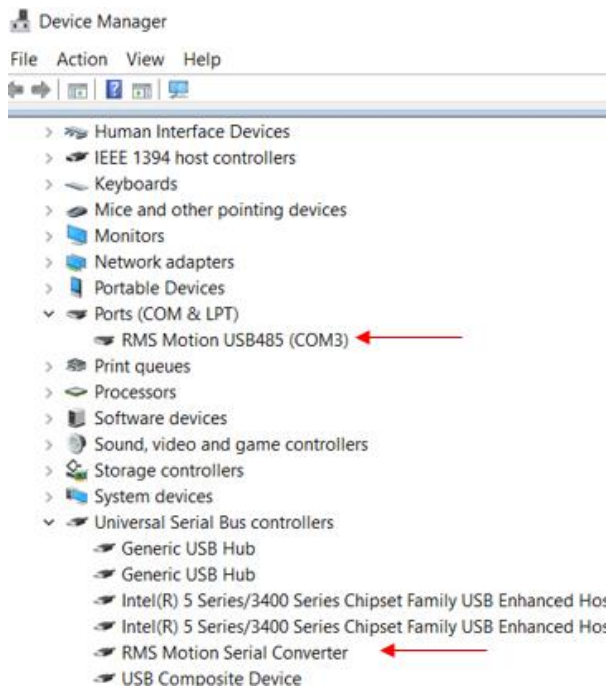 Device Manager
File Action View Help
Human Interface Devices
IEEE 1394 host controllers
Keyboards
Mice and other pointing devices
Monitors
Network adapters
Portable Devices
Ports (COM & LPT)
RMS Motion USB485 (COM3)
Print queues
Processors
Software devices
Sound, video and game controllers
Storage controllers
System devices
Universal Serial Bus controllers
Generic USB Hub
Generic USB Hub
Intel(R) 5 Series/3400 Series Chipset Family USB Enhanced Hos
Intel(R) 5 Series/3400 Series Chipset Family USB Enhanced Hos
RMS Motion Serial Converter
USB Composite Device